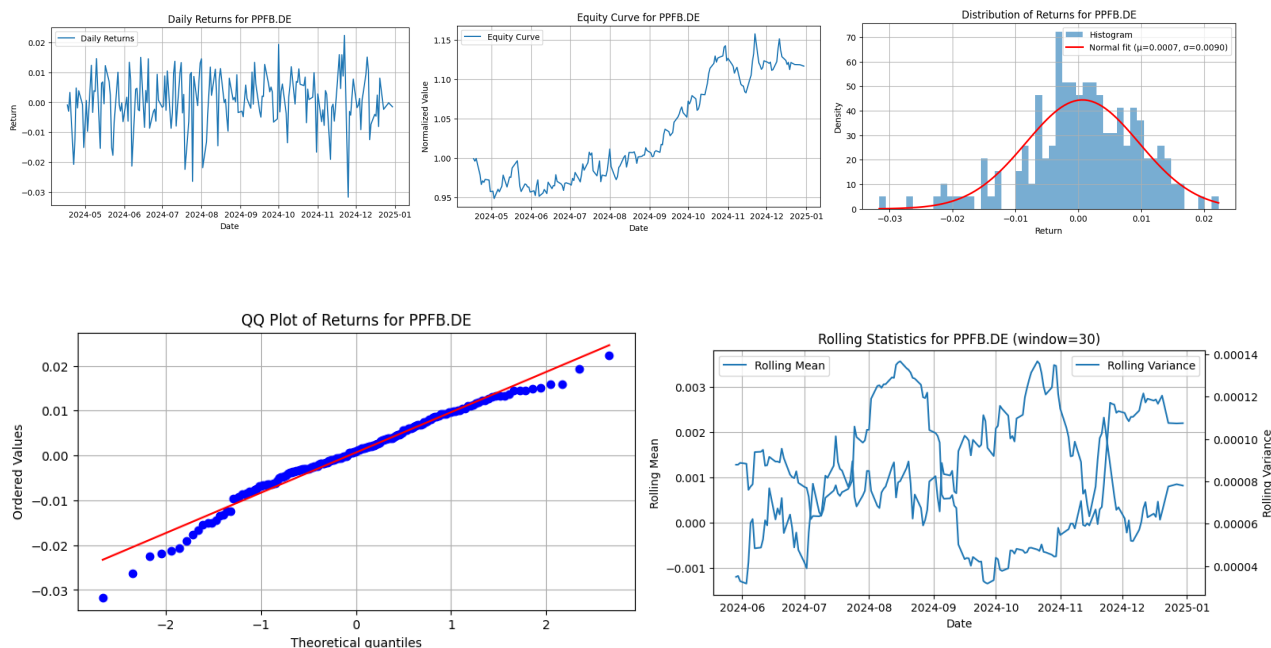 Daily Returns for PPFB.DE
Daily Returns
0.02
0.01
0.00
−0.01
−0.02
−0.03
Return
2024-05 2024-06 2024-07 2024-08 2024-09 2024-10 2024-11 2024-12 2025-01
Date
Equity Curve for PPFB.DE
Equity Curve
1.15
1.10
1.05
1.00
0.95
Normalized Value
2024-05 2024-06 2024-07 2024-08 2024-09 2024-10 2024-11 2024-12 2025-01
Date
Distribution of Returns for PPFB.DE
Histogram
Normal fit (μ=0.0007, σ=0.0090)
70
60
50
40
30
20
10
0
Density
−0.03 −0.02 −0.01 0.00 0.01 0.02
Return
QQ Plot of Returns for PPFB.DE
0.02
0.01
0.00
−0.01
−0.02
−0.03
Ordered Values
−2 −1 0 1 2
Theoretical quantiles
Rolling Statistics for PPFB.DE (window=30)
Rolling Mean
Rolling Variance
0.003
0.002
0.001
0.000
−0.001
Rolling Mean
0.00014
0.00012
0.00010
0.00008
0.00006
0.00004
Rolling Variance
2024-06 2024-07 2024-08 2024-09 2024-10 2024-11 2024-12 2025-01
Date